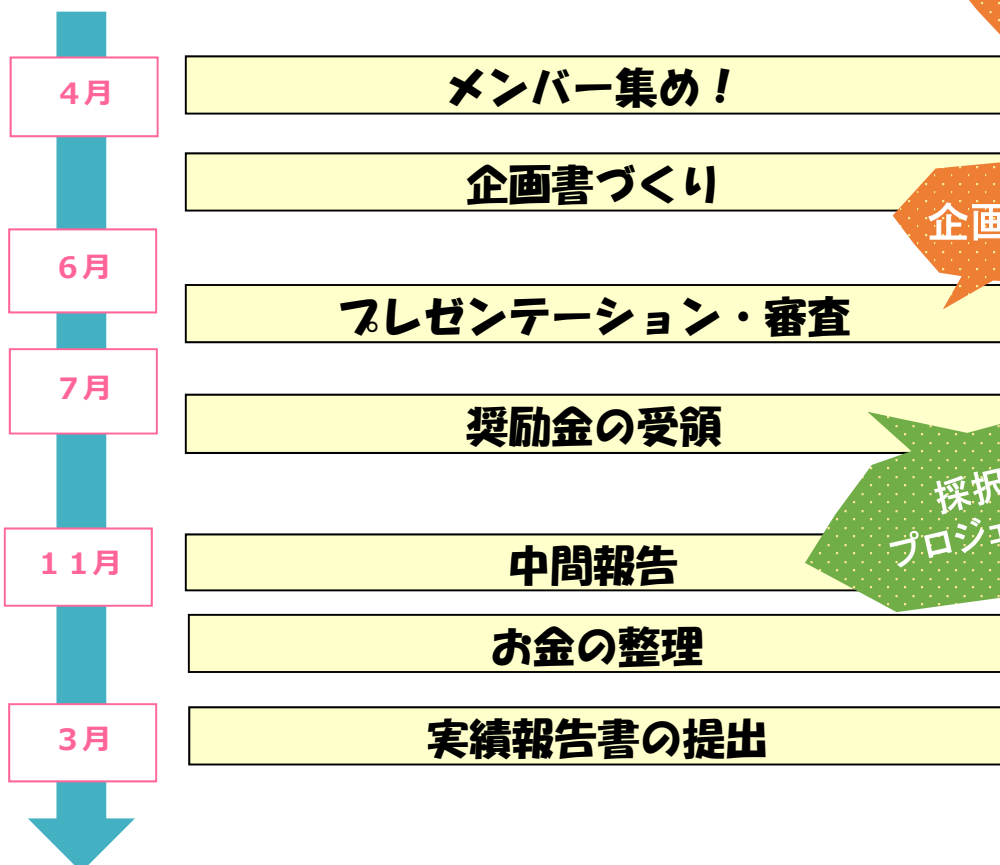 ４月
メンバー集め！
企画書づくり
企画
６月
プレゼンテーション・審査
７月
奨励金の受領
採択
プロジェ
１１月
中間報告
お金の整理
３月
実績報告書の提出